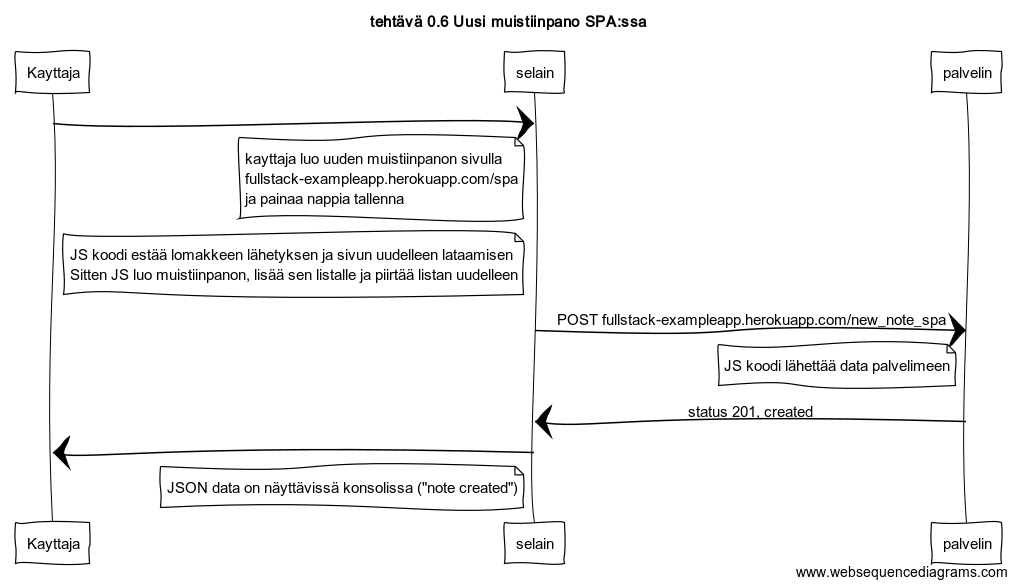 tehtävä 0.6 Uusi muistiinpano SPA:ssa
Kayttaja
selain
palvelin
kayttaja luo uuden muistiinpanon sivulla
fullstack-exampleapp.herokuapp.com/spa
ja painaa nappia tallenna
JS koodi estää lomakkeen lähetyksen ja sivun uudelleen lataamisen
Sitten JS luo muistiinpanon, lisää sen listalle ja piirtää listan uudelleen
POST fullstack-exampleapp.herokuapp.com/new_note_spa
JS koodi lähettää data palvelimeen
status 201, created
JSON data on näyttävissä konsolissa ("note created")
Kayttaja
selain
palvelin
www.websequencediagrams.com